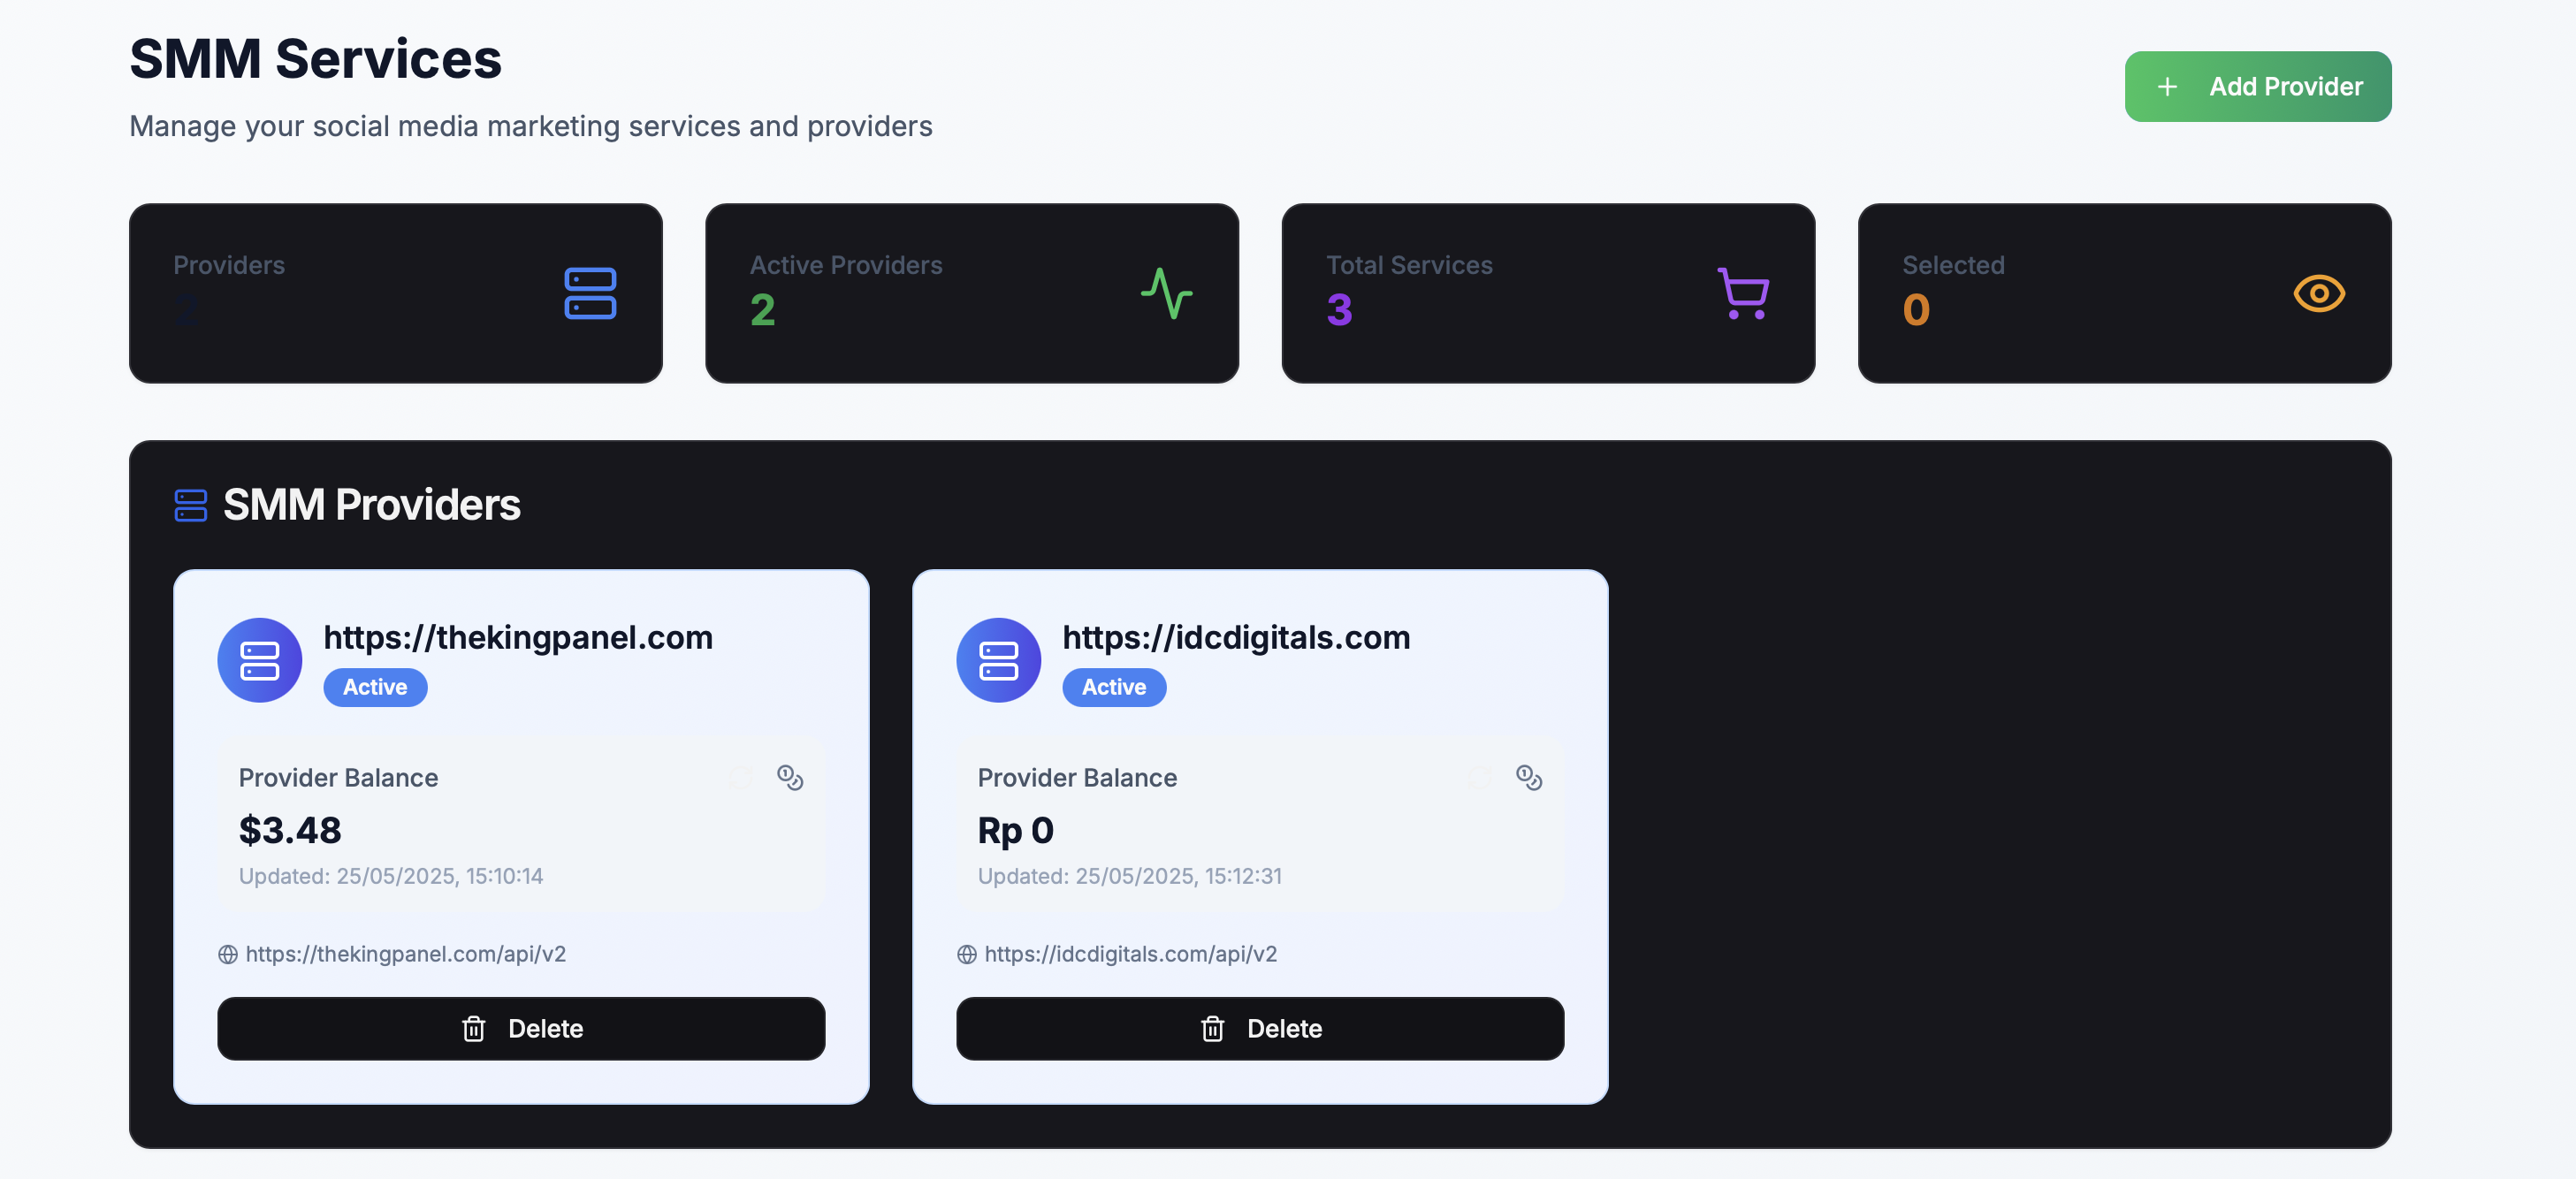 SMM Services
Manage your social media marketing services and providers
Add Provider
Providers
2
Active Providers
2
Total Services
3
Selected
0
SMM Providers
https://thekingpanel.com
Active
Provider Balance
$3.48
Updated: 25/05/2025, 15:10:14
https://thekingpanel.com/api/v2
Delete
https://idcdigitals.com
Active
Provider Balance
Rp 0
Updated: 25/05/2025, 15:12:31
https://idcdigitals.com/api/v2
Delete